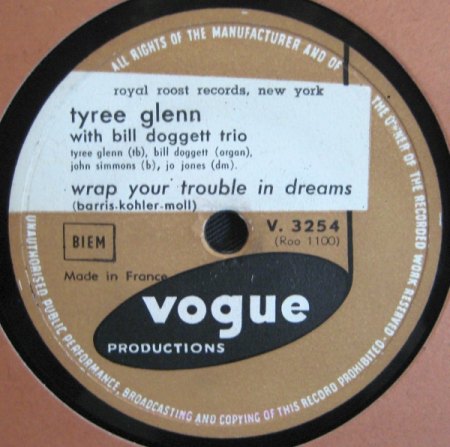 ALL RIGHTS OF THE MANUFACTURER AND OF THE OWNER OF THE RECORDED WORK RESERVED·
UNAUTHORISED PUBLIC PERFORMANCE, BROADCASTING AND COPYING OF THIS RECORD PROHIBITED·
royal roost records, new york
tyree glenn
with bill doggett trio
tyree glenn (tb), bill doggett (organ),
john simmons (b), jo jones (dm).
wrap your trouble in dreams
(barris-kohler-moll)
BIEM
V. 3254
(Roo 1100)
Made in France
vogue
PRODUCTIONS